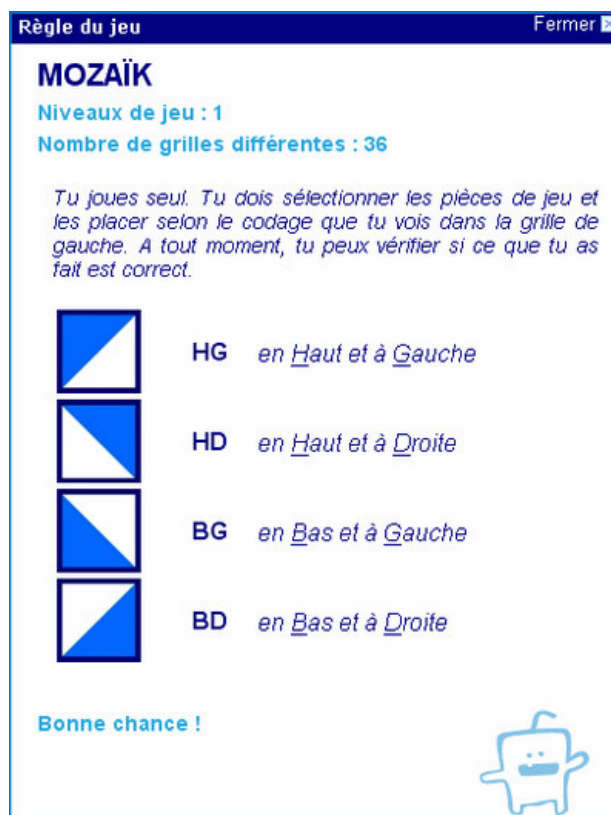 Règle du jeu Fermer
MOZAÏK
Niveaux de jeu : 1
Nombre de grilles différentes : 36
Tu joues seul. Tu dois sélectionner les pièces de jeu et
les placer selon le codage que tu vois dans la grille de
gauche. A tout moment, tu peux vérifier si ce que tu as
fait est correct.
HG en Haut et à Gauche
HD en Haut et à Droite
BG en Bas et à Gauche
BD en Bas et à Droite
Bonne chance !